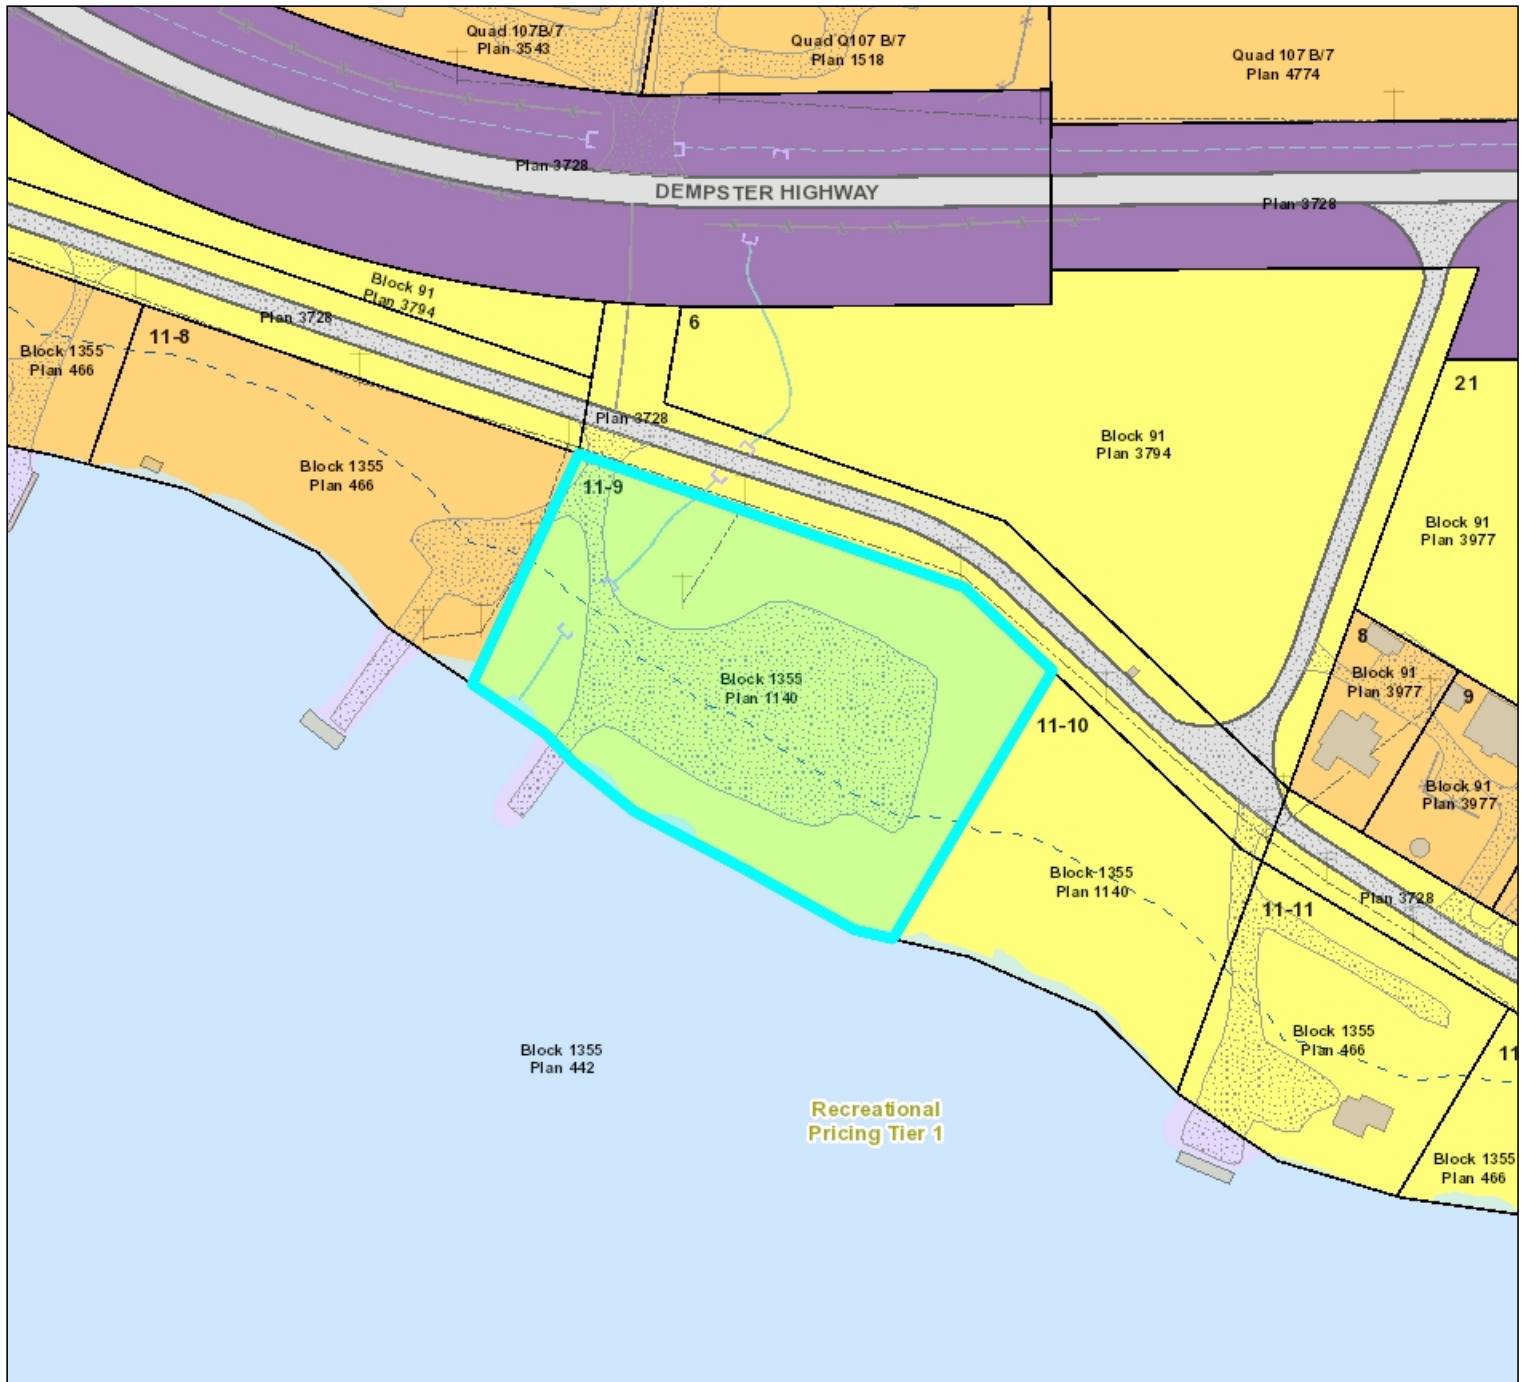 Quad 107B/7
Plan 3543
Quad Q107 B/7
Plan 1518
Quad 107 B/7
Plan 4774
Plan 3728
DEMPSTER HIGHWAY
Plan 3728
Block 91
Plan 3794
Plan 3728
11-8
Block 1355
Plan 466
6
Plan 3728
21
Block 91
Plan 3794
Block 1355
Plan 466
11-9
Block 91
Plan 3977
8
Block 91
Plan 3977
9
Block 1355
Plan 1140
11-10
Block 91
Plan 3977
Block 1355
Plan 1140
Plan 3728
11-11
Block 1355
Plan 466
11
Block 1355
Plan 442
Recreational
Pricing Tier 1
Block 1355
Plan 466